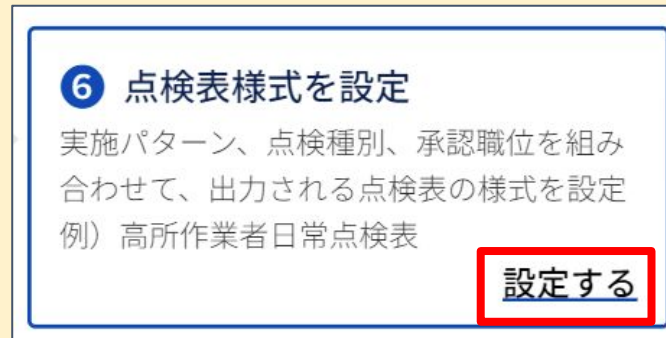 ❻ 点検表様式を設定
実施パターン、点検種別、承認職位を組み
合わせて、出力される点検表の様式を設定
例）高所作業者日常点検表
設定する